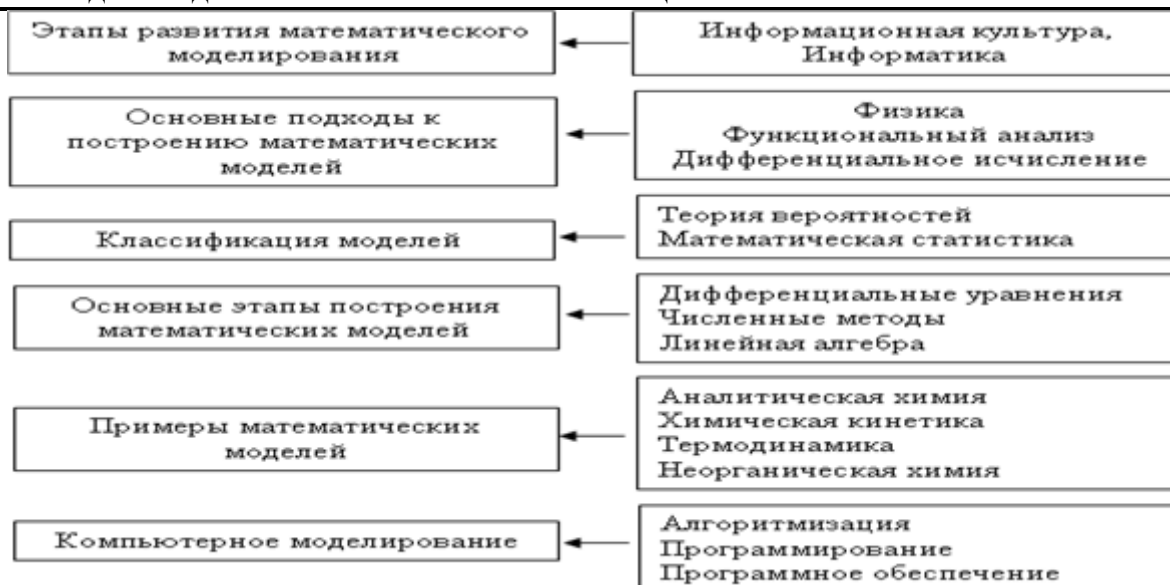 Этапы развития математического
моделирования
Информационная культура,
Информатика
Основные подходы к
построению математических
моделей
Физика
Функциональный анализ
Дифференциальное исчисление
Классификация моделей
Теория вероятностей
Математическая статистика
Основные этапы построения
математических моделей
Дифференциальные уравнения
Численные методы
Линейная алгебра
Примеры математических
моделей
Аналитическая химия
Химическая кинетика
Термодинамика
Неорганическая химия
Компьютерное моделирование
Алгоритмизация
Программирование
Программное обеспечение